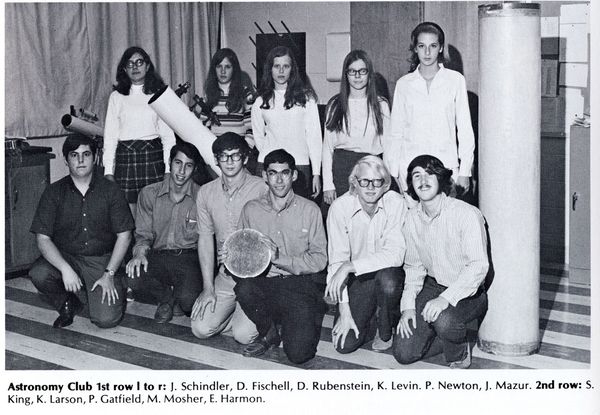 Astronomy Club 1st row l to r: J. Schindler, D. Fischell, D. Rubenstein, K. Levin. P. Newton, J. Mazur. 2nd row: S.
King, K. Larson, P. Gatfield, M. Mosher, E. Harmon.